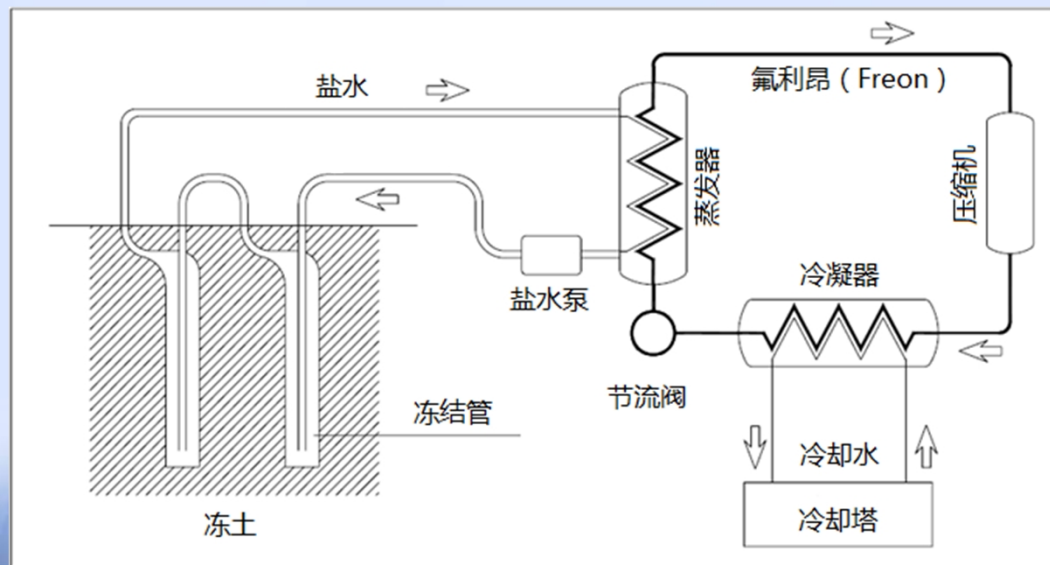 盐水
氟利昂（Freon）
蒸发器
压缩机
盐水泵
冷凝器
节流阀
冻结管
冷却水
冻土
冷却塔